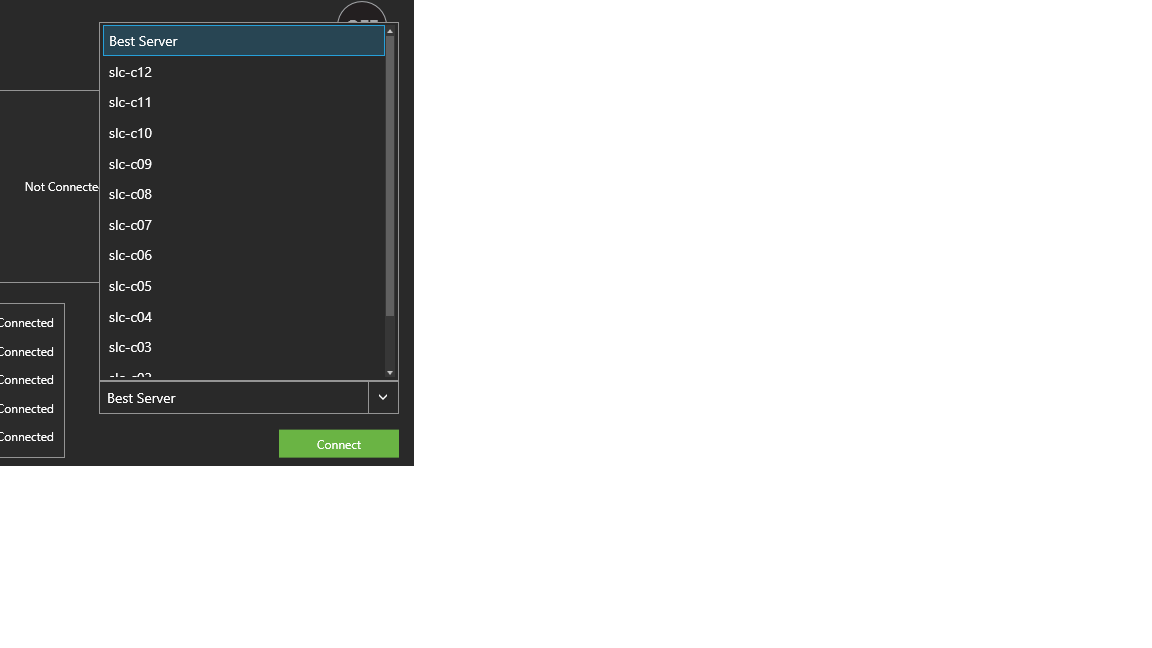 Best Server
slc-c12
slc-c11
slc-c10
slc-c09
slc-c08
slc-c07
slc-c06
slc-c05
slc-c04
slc-c03
Not Connecte
Connected
Connected
Connected
Connected
Connected
Best Server
Connect